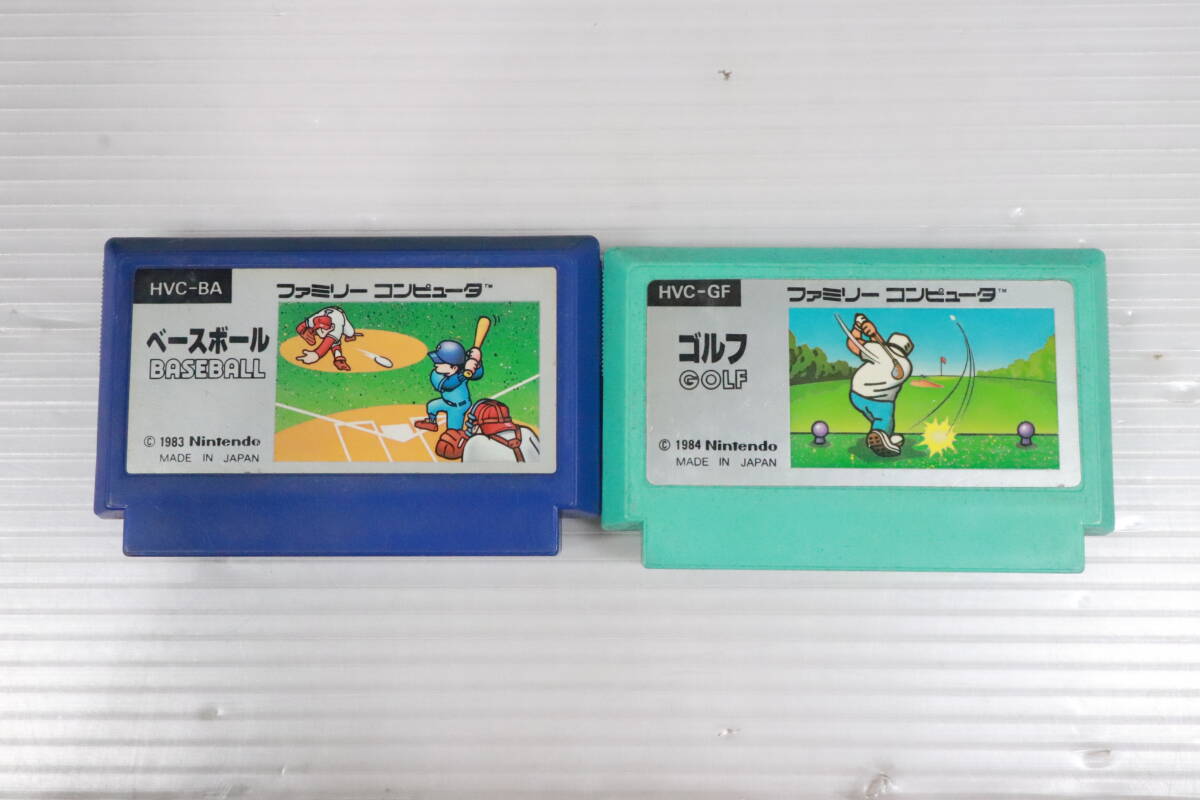 HVC-BA
ファミリー コンピュータ™
ベースボール
BASEBALL
© 1983 Nintendo
MADE IN JAPAN
HVC-GF
ファミリー コンピュータ™
ゴルフ
GOLF
© 1984 Nintendo
MADE IN JAPAN